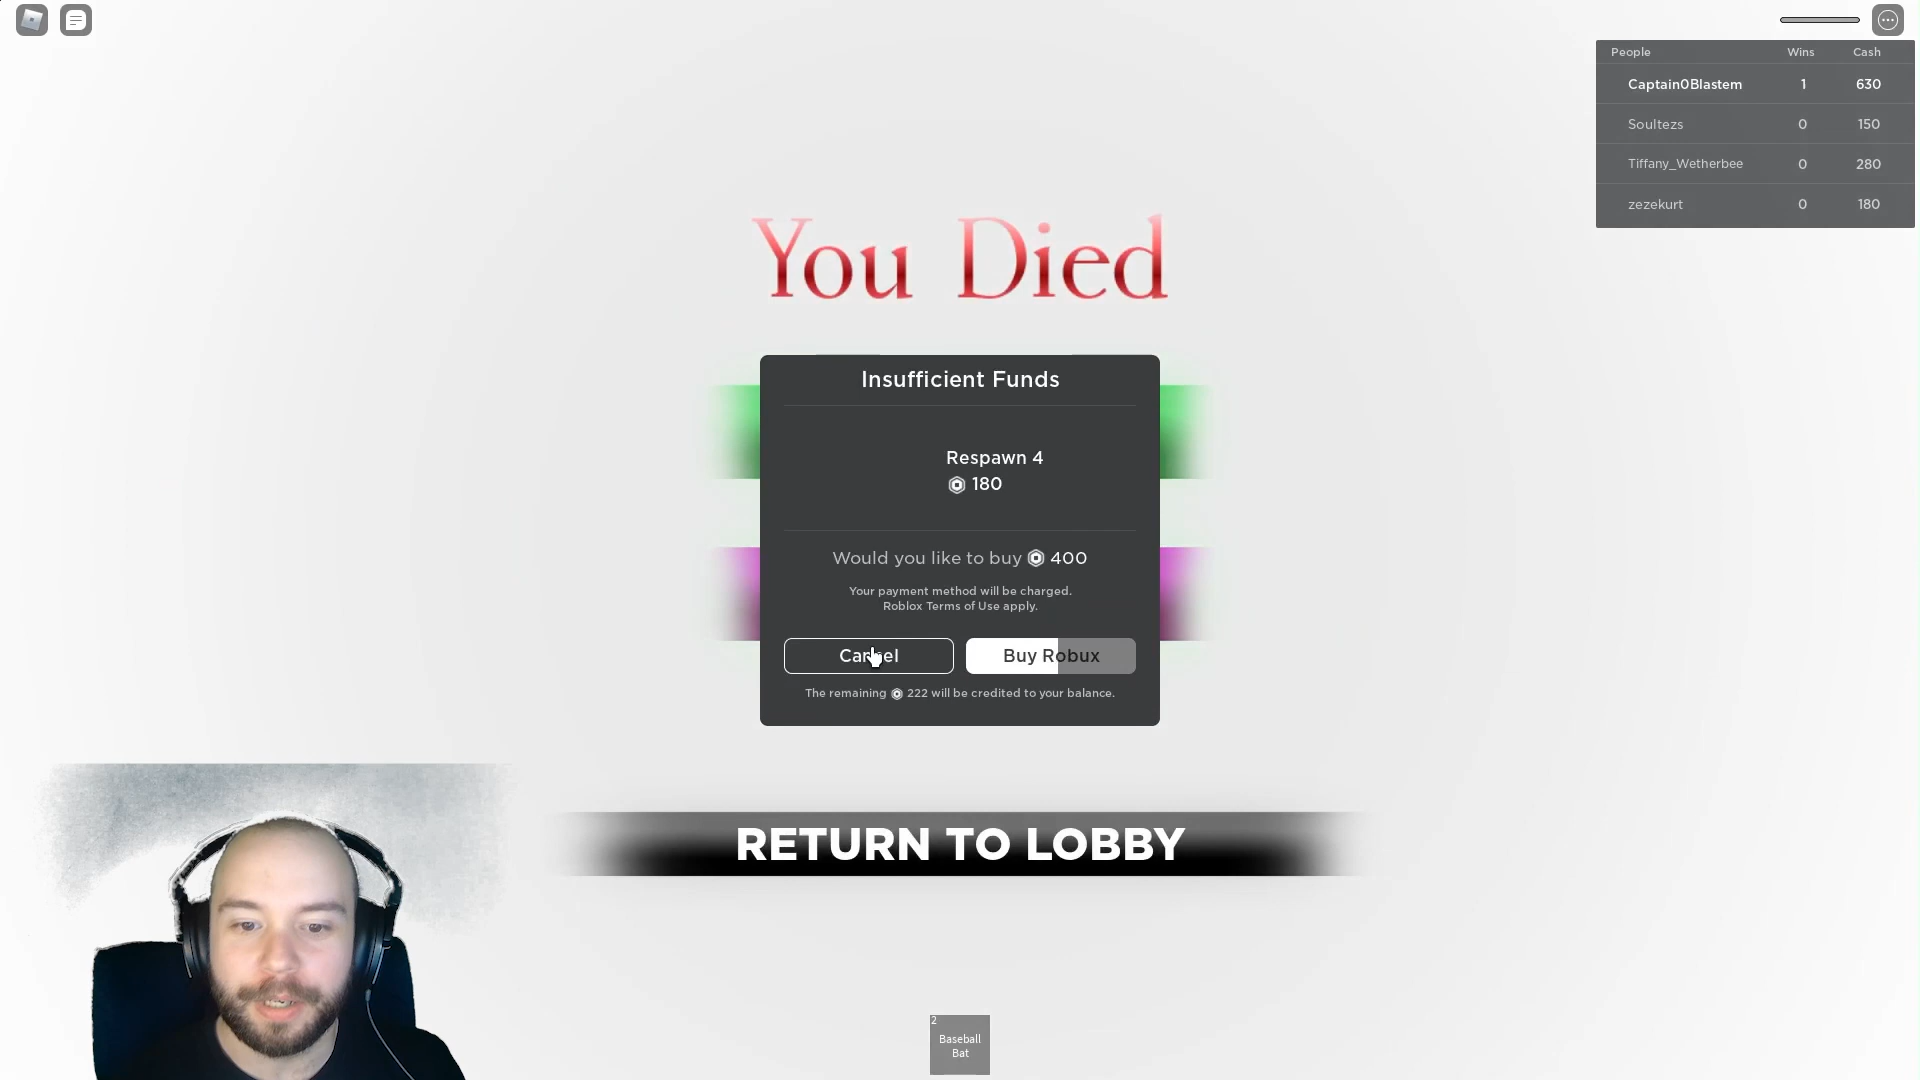 People Wins Cash
Captain0Blastem 1 630
Soultezs 0 150
Tiffany_Wetherbee 0 280
zezekurt 0 180
You Died
Insufficient Funds
Respawn 4
180
Would you like to buy 400
Your payment method will be charged.
Roblox Terms of Use apply.
Cancel Buy Robux
The remaining 222 will be credited to your balance.
RETURN TO LOBBY
2
Baseball
Bat